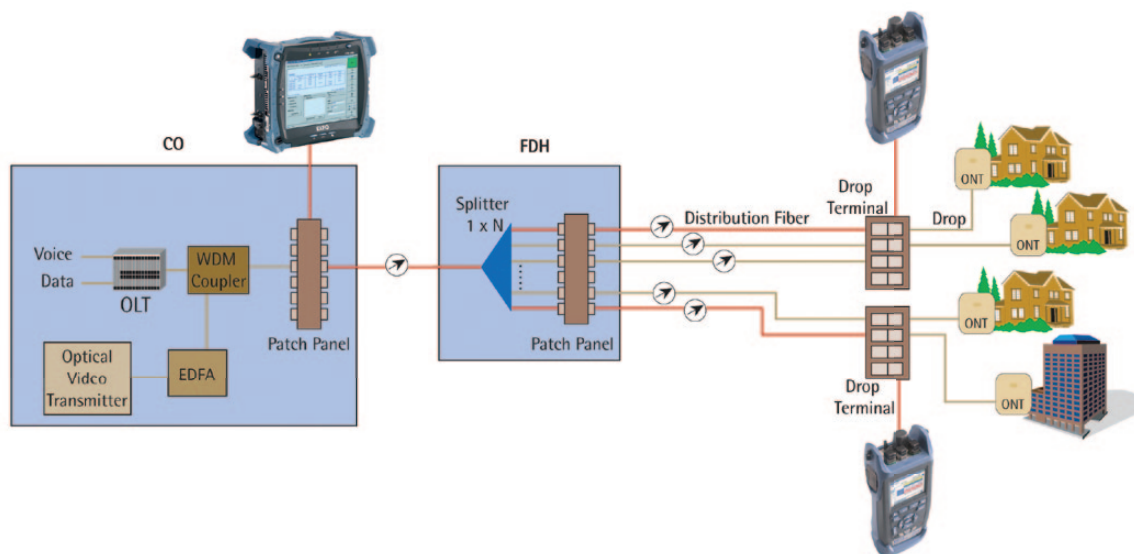 CO
FDH
EXFO
Voice
Data
OLT
WDM
Coupler
Patch Panel
Optical
Video
Transmitter
EDFA
Splitter
1 x N
Patch Panel
Distribution Fiber
Drop
Terminal
Drop
ONT
ONT
ONT
ONT
Drop
Terminal